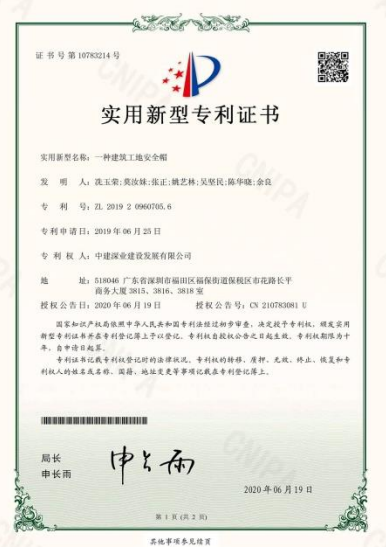 证书号第10783214号
实用新型专利证书
实用新型名称：一种建筑工地安全帽
发明人：冼玉荣;莫汝妹;张正;姚艺林;吴坚民;陈华晓;余良
专利号：ZL 2019 2 0960705.6
专利申请日：2019年06月25日
专利权人：中建深业建设发展有限公司
地址：518046 广东省深圳市福田区福保街道保税区市花路长平
商务大厦3815、3816、3818室
授权公告日：2020年06月19日 授权公告号：CN 210783081 U
国家知识产权局依照中华人民共和国专利法经过初步审查，决定授予专利权，颁发实用
新型专利证书并在专利登记簿上予以登记。专利权自授权公告之日起生效。专利权期限为十
年，自申请日起算。
专利证书记载专利权登记时的法律状况。专利权的转移、质押、无效、终止、恢复和专
利权人的姓名或名称、国籍、地址变更等事项记载在专利登记簿上。
局长
申长雨
申长雨
2020年06月19日
第 1 页 (共 2 页)
其他事项参见续页
CNIPA
CNIPA
CNIPA